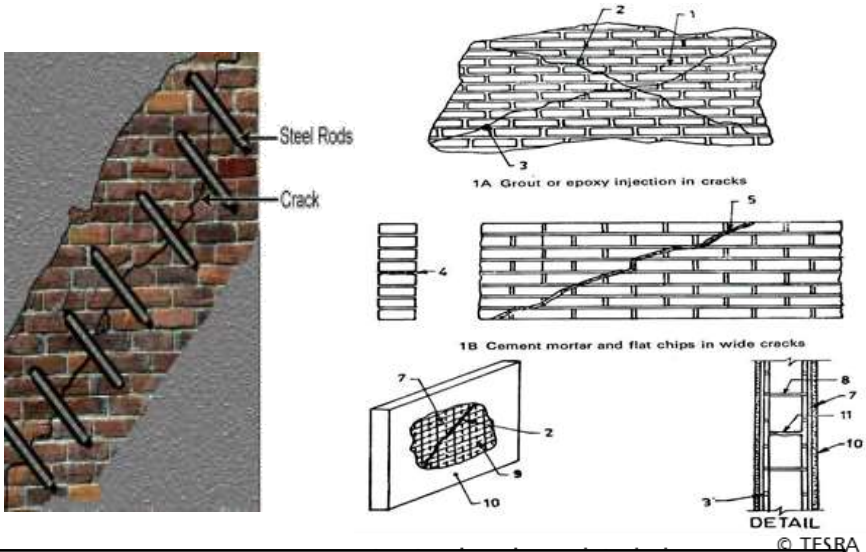 Steel Rods
Crack
2
1
3
1A Grout or epoxy injection in cracks
5
4
1B Cement mortar and flat chips in wide cracks
7
2
9
10
8
7
11
10
3
DETAIL
© TESRA